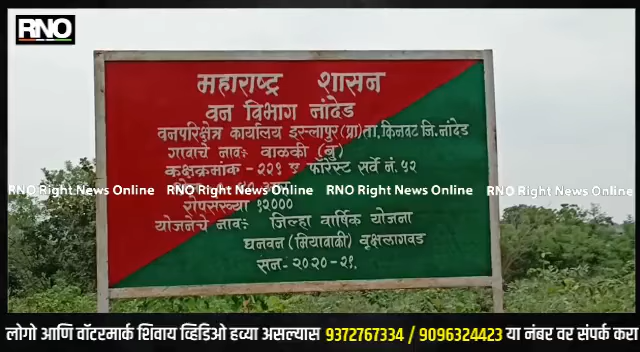 RNO
महाराष्ट्र शासन
वन विभाग नांदेड
वनपरिक्षेत्र कार्यालय इस्लापुर(प्रा)ता.किनवट जि.नांदेड
गावाचे नाव:- वाळकी (बु)
कक्षक्रमांक - २२१ फॉरेस्ट सर्वे नं.५२
RNO Right News Online RNO Right News Online RNO Right News Online RNO Right News Online
रोपसंख्या १२०००
योजनेचे नाव:- जिल्हा वार्षिक योजना
घनवन (मियावाकी) वृक्षलागवड
सन- २०२०-२१.
लोगो आणि वॉटरमार्क शिवाय व्हिडिओ हव्या असल्यास 9372767334 / 9096324423 या नंबर वर संपर्क करा